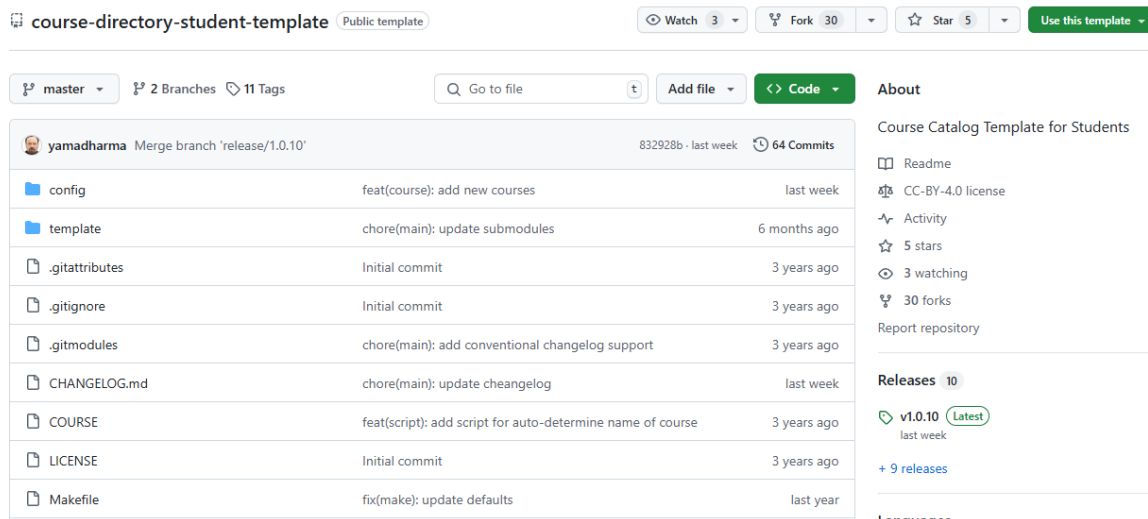 course-directory-student-template Public template Watch 3 Fork 30 Star 5 Use this template
master 2 Branches 11 Tags Go to file t Add file Code About
Course Catalog Template for Students
yamadharma Merge branch 'release/1.0.10' 832928b · last week 64 Commits
Readme
config feat(course): add new courses last week
CC-BY-4.0 license
Activity
template chore(main): update submodules 6 months ago
5 stars
.gitattributes Initial commit 3 years ago
3 watching
.gitignore Initial commit 3 years ago
30 forks
Report repository
.gitmodules chore(main): add conventional changelog support 3 years ago
CHANGELOG.md chore(main): update cheangelog last week
Releases 10
COURSE feat(script): add script for auto-determine name of course 3 years ago
v1.0.10 Latest
last week
LICENSE Initial commit 3 years ago
+ 9 releases
Makefile fix(make): update defaults last year